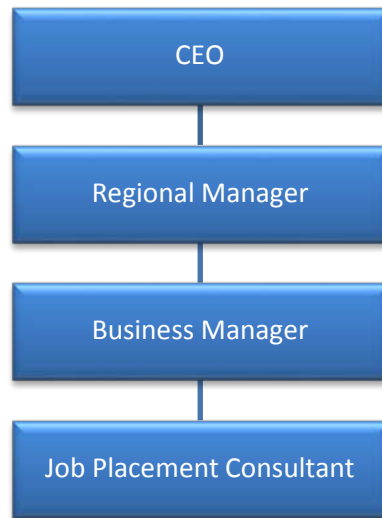 CEO
Regional Manager
Business Manager
Job Placement Consultant